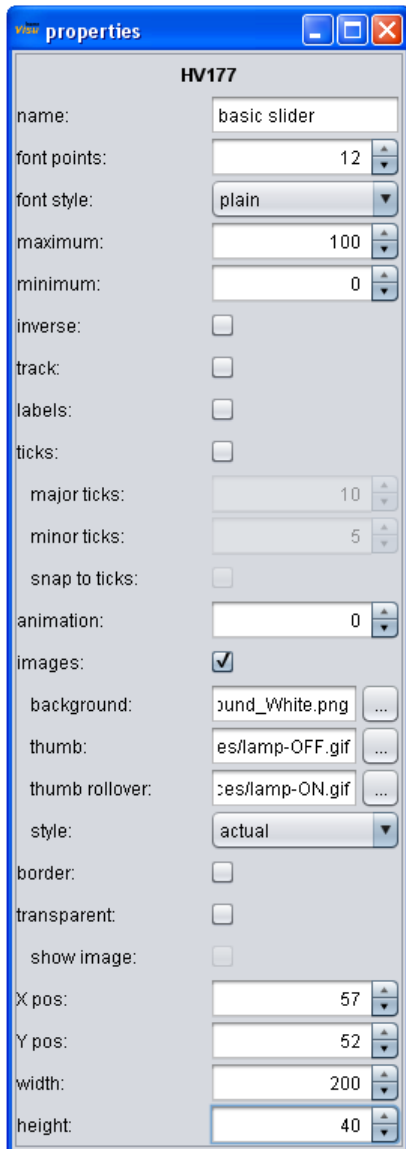 Visu properties
HV177
name: basic slider
font points: 12
font style: plain
maximum: 100
minimum: 0
inverse:
track:
labels:
ticks:
major ticks: 10
minor ticks: 5
snap to ticks:
animation: 0
images:
background: ound_White.png ...
thumb: es/lamp-OFF.gif ...
thumb rollover: ces/lamp-ON.gif ...
style: actual
border:
transparent:
show image:
X pos: 57
Y pos: 52
width: 200
height: 40